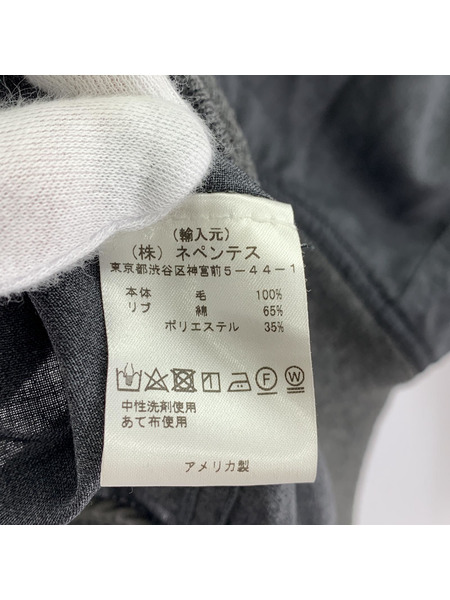 (輸入元)
(株) ネペンテス
東京都渋谷区神宮前5-44-1
本体 毛 100%
リブ 綿 65%
ポリエステル 35%
F W
中性洗剤使用
あて布使用
アメリカ製